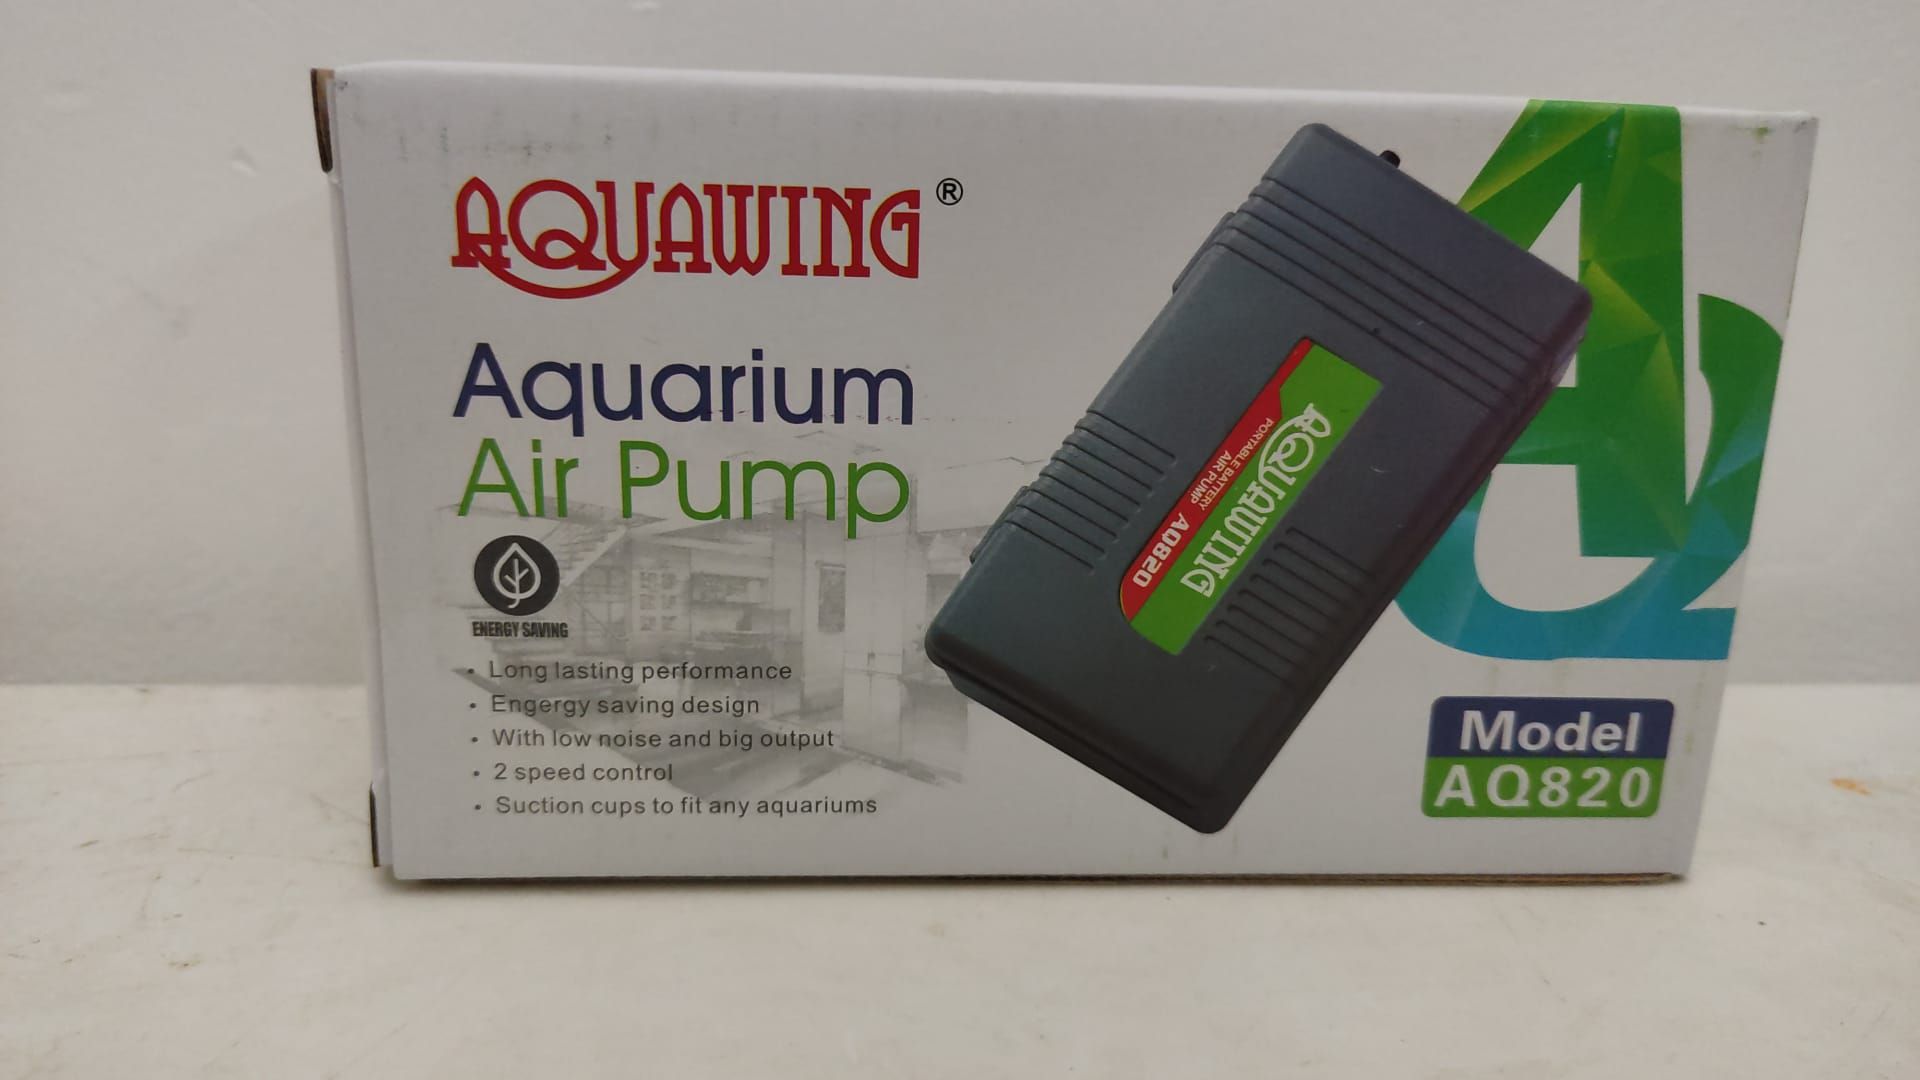 AQUAWING®
Aquarium
Air Pump
ENERGY SAVING
• Long lasting performance
• Engergy saving design
• With low noise and big output
• 2 speed control
• Suction cups to fit any aquariums
AQUAWING
PORTABLE BATTERY
AIR PUMP
AQ820
AQ
Model
AQ820